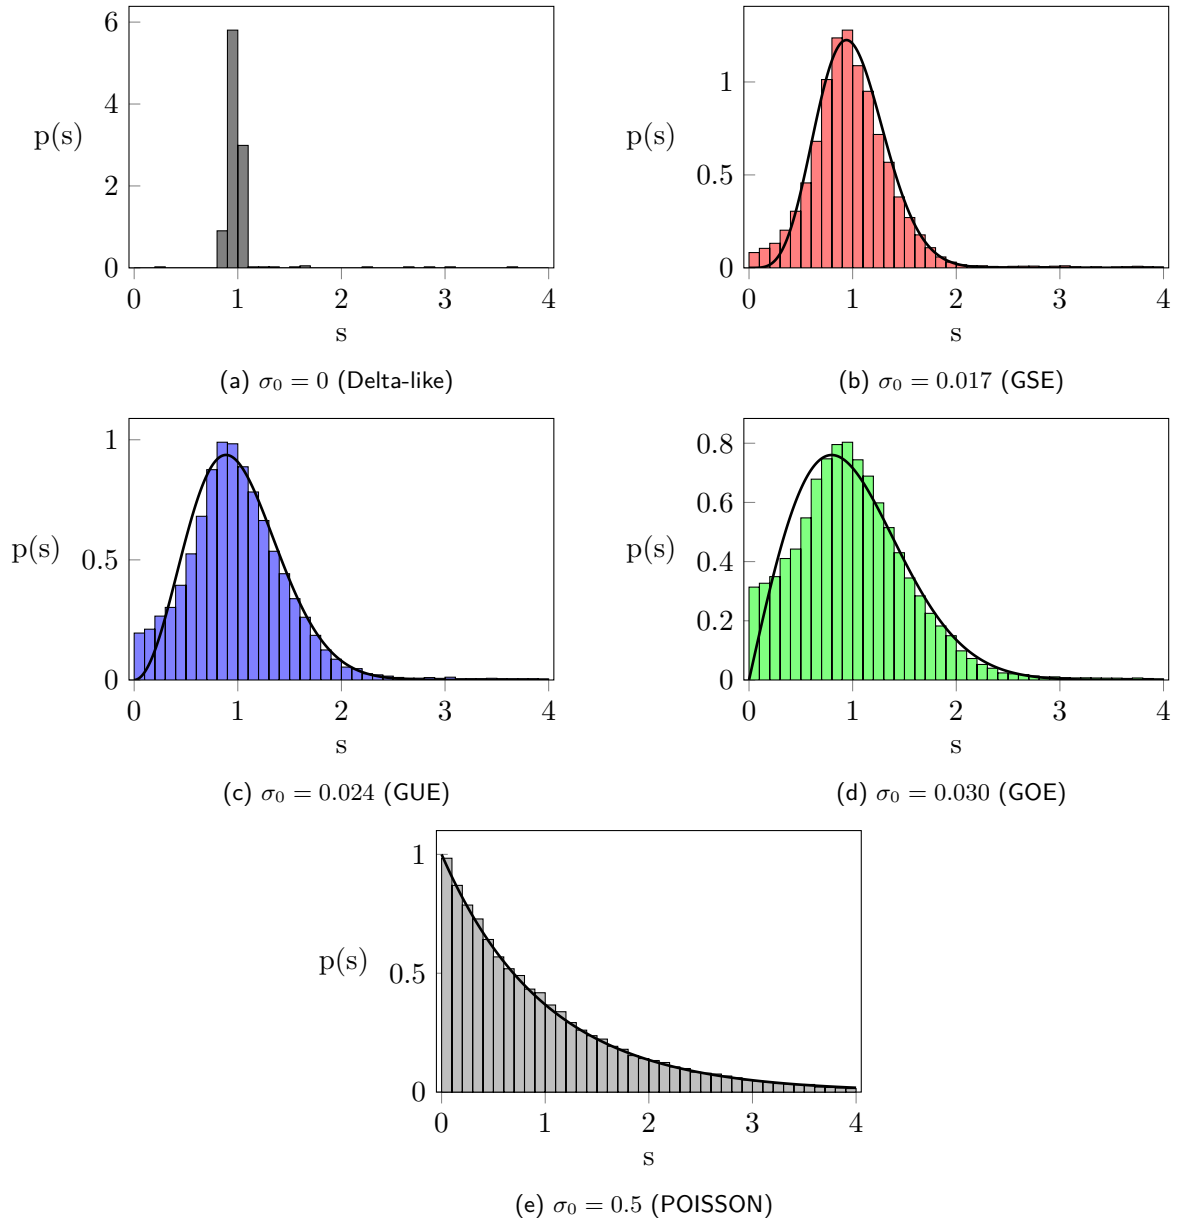 6
4
p(s)
2
0
0 1 2 3 4
s
(a) σ₀ = 0 (Delta-like)
1
p(s)
0.5
0
0 1 2 3 4
s
(b) σ₀ = 0.017 (GSE)
1
p(s)
0.5
0
0 1 2 3 4
s
(c) σ₀ = 0.024 (GUE)
0.8
0.6
p(s)
0.4
0.2
0
0 1 2 3 4
s
(d) σ₀ = 0.030 (GOE)
1
p(s)
0.5
0
0 1 2 3 4
s
(e) σ₀ = 0.5 (POISSON)